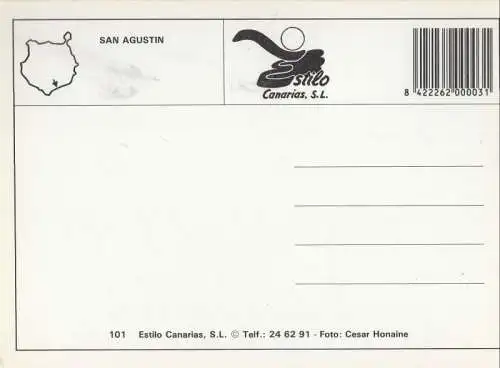 SAN AGUSTIN
Estilo
Canarias, S.L.
8 422262 000031
101 Estilo Canarias, S.L. © Telf.: 24 62 91 - Foto: Cesar Honaine